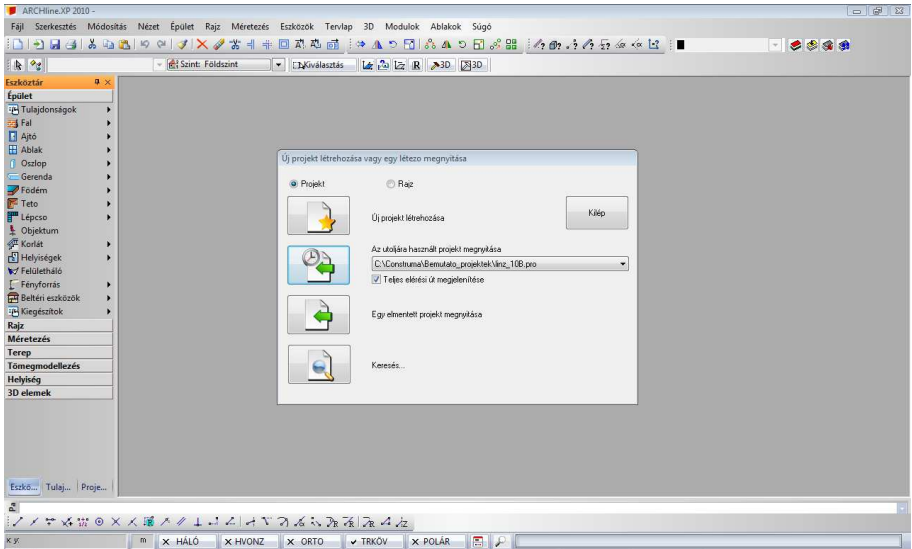 ARCHline.XP 2010 -
Fájl Szerkesztés Módosítás Nézet Épület Rajz Méretezés Eszközök Tervlap 3D Modulok Ablakok Súgó
Szint: Földszint Kiválasztás R 3D 3D
Eszköztár
Épület
Tulajdonságok
Fal
Ajtó
Ablak
Oszlop
Gerenda
Födém
Teto
Lépcso
Objektum
Korlát
Helyiségek
Felületháló
Fényforrás
Beltéri eszközök
Kiegészítok
Rajz
Méretezés
Terep
Tömegmodellezés
Helyiség
3D elemek
Új projekt létrehozása vagy egy létezo megnyitása
Projekt Rajz
Új projekt létrehozása
Kilép
Az utoljára használt projekt megnyitása
C:\Construma\Bemutato_projektek\linz_10B.pro
Teljes elérési út megjelenítése
Egy elmentett projekt megnyitása
Keresés...
Eszkö... Tulaj... Proje...
x y: m HÁLÓ HVONZ ORTO TRKÖV POLÁR